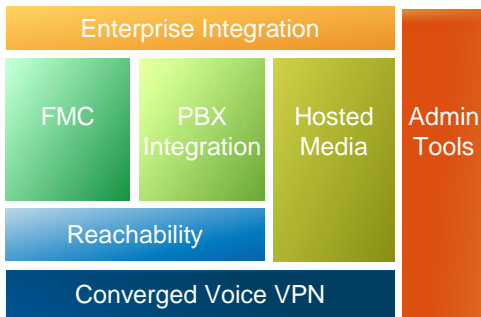 Enterprise Integration
FMC
PBX
Integration
Hosted
Media
Admin
Tools
Reachability
Converged Voice VPN